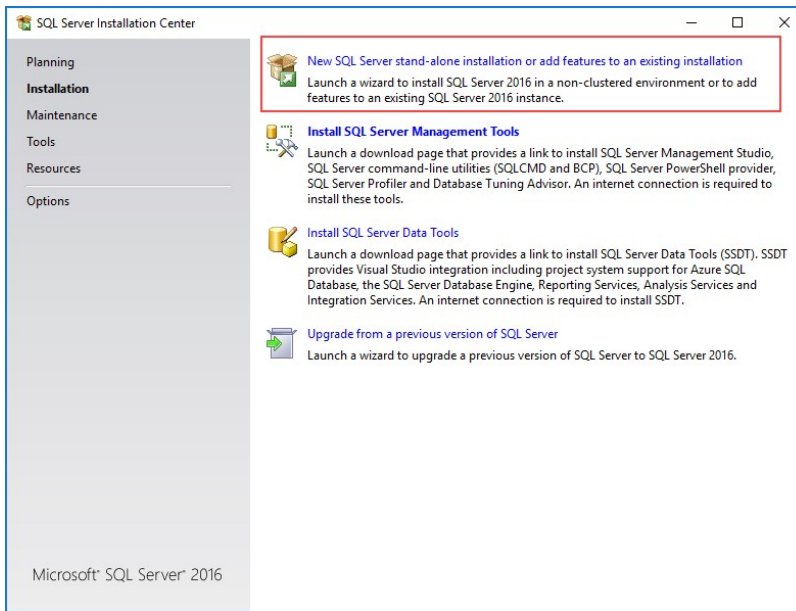 SQL Server Installation Center
Planning
Installation
Maintenance
Tools
Resources
Options
New SQL Server stand-alone installation or add features to an existing installation
Launch a wizard to install SQL Server 2016 in a non-clustered environment or to add
features to an existing SQL Server 2016 instance.
Install SQL Server Management Tools
Launch a download page that provides a link to install SQL Server Management Studio,
SQL Server command-line utilities (SQLCMD and BCP), SQL Server PowerShell provider,
SQL Server Profiler and Database Tuning Advisor. An internet connection is required to
install these tools.
Install SQL Server Data Tools
Launch a download page that provides a link to install SQL Server Data Tools (SSDT). SSDT
provides Visual Studio integration including project system support for Azure SQL
Database, the SQL Server Database Engine, Reporting Services, Analysis Services and
Integration Services. An internet connection is required to install SSDT.
Upgrade from a previous version of SQL Server
Launch a wizard to upgrade a previous version of SQL Server to SQL Server 2016.
Microsoft® SQL Server® 2016